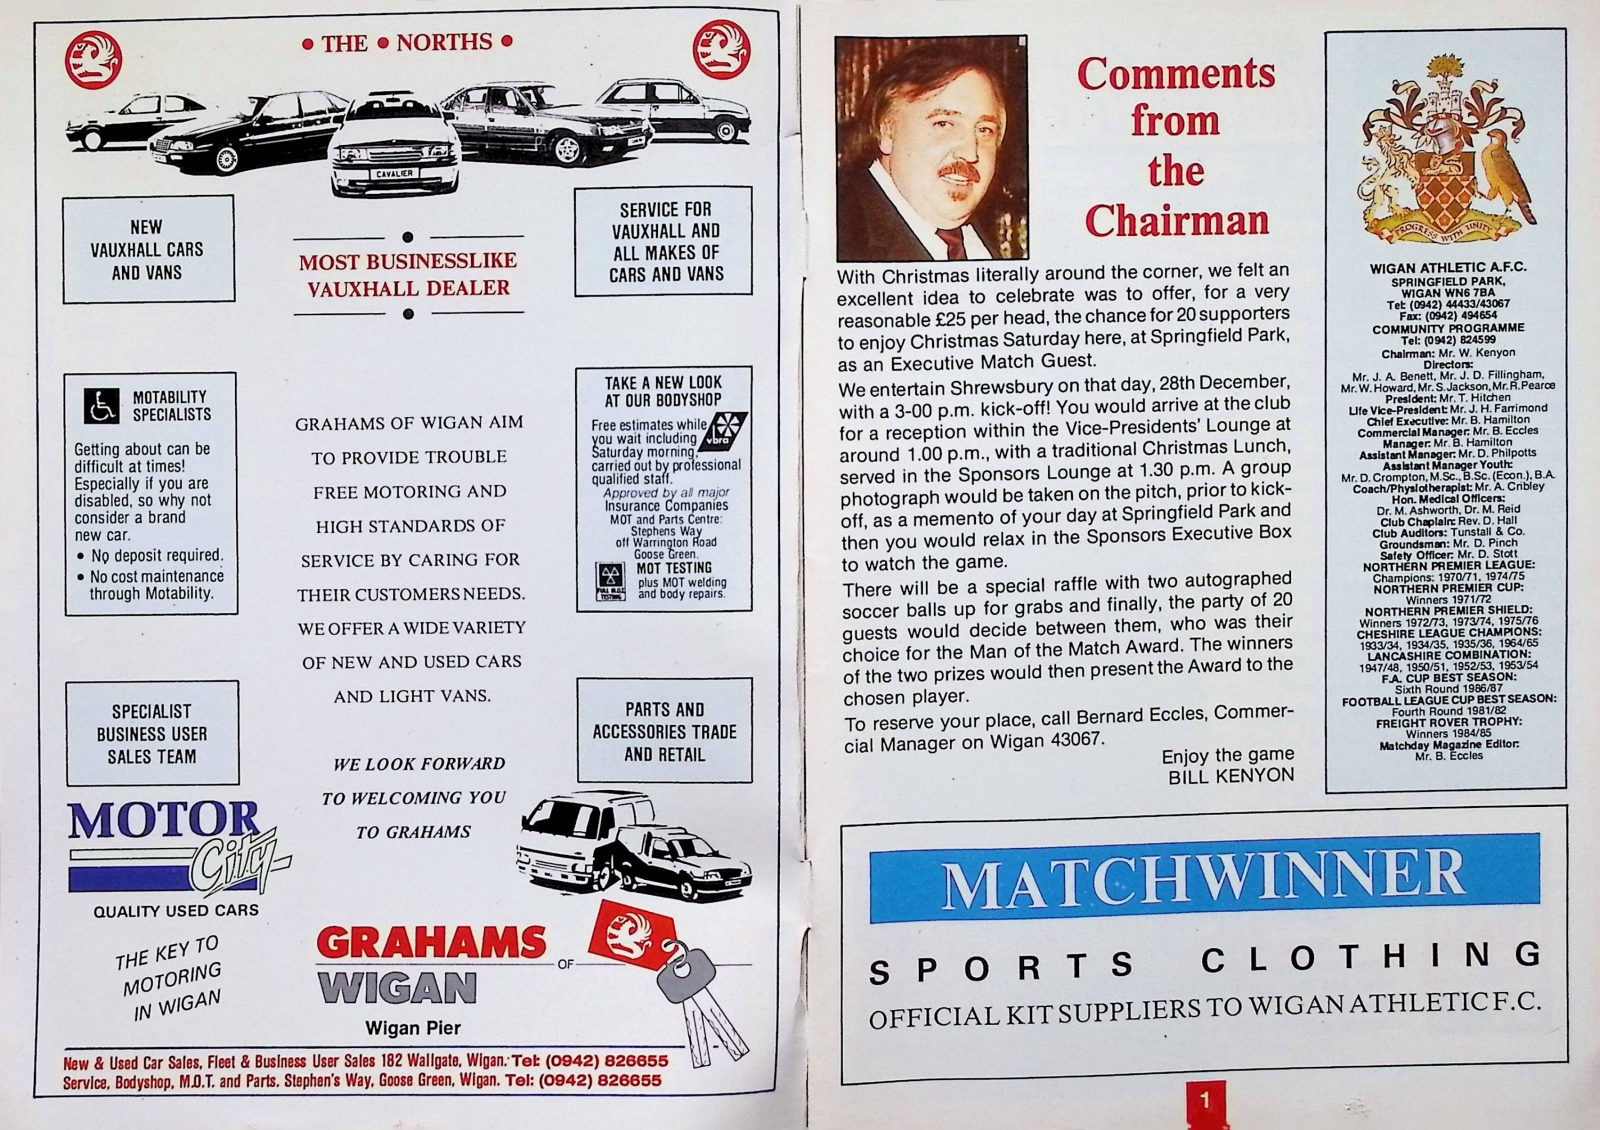 • THE • NORTHS •
CAVALIER
NEW
VAUXHALL CARS
AND VANS
MOST BUSINESSLIKE
VAUXHALL DEALER
SERVICE FOR
VAUXHALL AND
ALL MAKES OF
CARS AND VANS
MOTABILITY
SPECIALISTS
Getting about can be
difficult at times!
Especially if you are
disabled, so why not
consider a brand
new car.
• No deposit required.
• No cost maintenance
through Motability.
GRAHAMS OF WIGAN AIM
TO PROVIDE TROUBLE
FREE MOTORING AND
HIGH STANDARDS OF
SERVICE BY CARING FOR
THEIR CUSTOMERS NEEDS.
WE OFFER A WIDE VARIETY
OF NEW AND USED CARS
AND LIGHT VANS.
WE LOOK FORWARD
TO WELCOMING YOU
TO GRAHAMS
TAKE A NEW LOOK
AT OUR BODYSHOP
Free estimates while
you wait including
Saturday morning,
carried out by professional
qualified staff.
vbra
Approved by all major
Insurance Companies
MOT and Parts Centre:
Stephens Way
off Warrington Road
Goose Green.
MOT TESTING
plus MOT welding
and body repairs.
SPECIALIST
BUSINESS USER
SALES TEAM
PARTS AND
ACCESSORIES TRADE
AND RETAIL
MOTOR
City
QUALITY USED CARS
THE KEY TO
MOTORING
IN WIGAN
GRAHAMS
OF
WIGAN
Wigan Pier
New & Used Car Sales, Fleet & Business User Sales 182 Wallgate, Wigan. Tel: (0942) 826655
Service, Bodyshop, M.O.T. and Parts. Stephen's Way, Goose Green, Wigan. Tel: (0942) 826655
Comments
from
the
Chairman
With Christmas literally around the corner, we felt an
excellent idea to celebrate was to offer, for a very
reasonable £25 per head, the chance for 20 supporters
to enjoy Christmas Saturday here, at Springfield Park,
as an Executive Match Guest.
We entertain Shrewsbury on that day, 28th December,
with a 3-00 p.m. kick-off! You would arrive at the club
for a reception within the Vice-Presidents' Lounge at
around 1.00 p.m., with a traditional Christmas Lunch,
served in the Sponsors Lounge at 1.30 p.m. A group
photograph would be taken on the pitch, prior to kick-
off, as a memento of your day at Springfield Park and
then you would relax in the Sponsors Executive Box
to watch the game.
There will be a special raffle with two autographed
soccer balls up for grabs and finally, the party of 20
guests would decide between them, who was their
choice for the Man of the Match Award. The winners
of the two prizes would then present the Award to the
chosen player.
To reserve your place, call Bernard Eccles, Commer-
cial Manager on Wigan 43067.
Enjoy the game
BILL KENYON
PROGRESS WITH UNITY
WIGAN ATHLETIC A.F.C.
SPRINGFIELD PARK,
WIGAN WN6 7BA
Tel: (0942) 44433/43067
Fax: (0942) 494654
COMMUNITY PROGRAMME
Tel: (0942) 824599
Chairman: Mr. W. Kenyon
Directors:
Mr. J. A. Benett, Mr. J. D. Fillingham,
Mr. W. Howard, Mr. S. Jackson, Mr. R. Pearce
President: Mr. T. Hitchen
Life Vice-President: Mr. J. H. Farrimond
Chief Executive: Mr. B. Hamilton
Commercial Manager: Mr. B. Eccles
Manager: Mr. B. Hamilton
Assistant Manager: Mr. D. Philpotts
Assistant Manager Youth:
Mr. D. Crompton, M.Sc., B.Sc. (Econ.), B.A.
Coach/Physiotherapist: Mr. A. Cribley
Hon. Medical Officers:
Dr. M. Ashworth, Dr. M. Reid
Club Chaplain: Rev. D. Hall
Club Auditors: Tunstall & Co.
Groundsman: Mr. D. Pinch
Safety Officer: Mr. D. Stott
NORTHERN PREMIER LEAGUE:
Champions: 1970/71, 1974/75
NORTHERN PREMIER CUP:
Winners 1971/72
NORTHERN PREMIER SHIELD:
Winners 1972/73, 1973/74, 1975/76
CHESHIRE LEAGUE CHAMPIONS:
1933/34, 1934/35, 1935/36, 1964/65
LANCASHIRE COMBINATION:
1947/48, 1950/51, 1952/53, 1953/54
F.A. CUP BEST SEASON:
Sixth Round 1986/87
FOOTBALL LEAGUE CUP BEST SEASON:
Fourth Round 1981/82
FREIGHT ROVER TROPHY:
Winners 1984/85
Matchday Magazine Editor:
Mr. B. Eccles
MATCHWINNER
SPORTS CLOTHING
OFFICIAL KIT SUPPLIERS TO WIGAN ATHLETIC F.C.
1